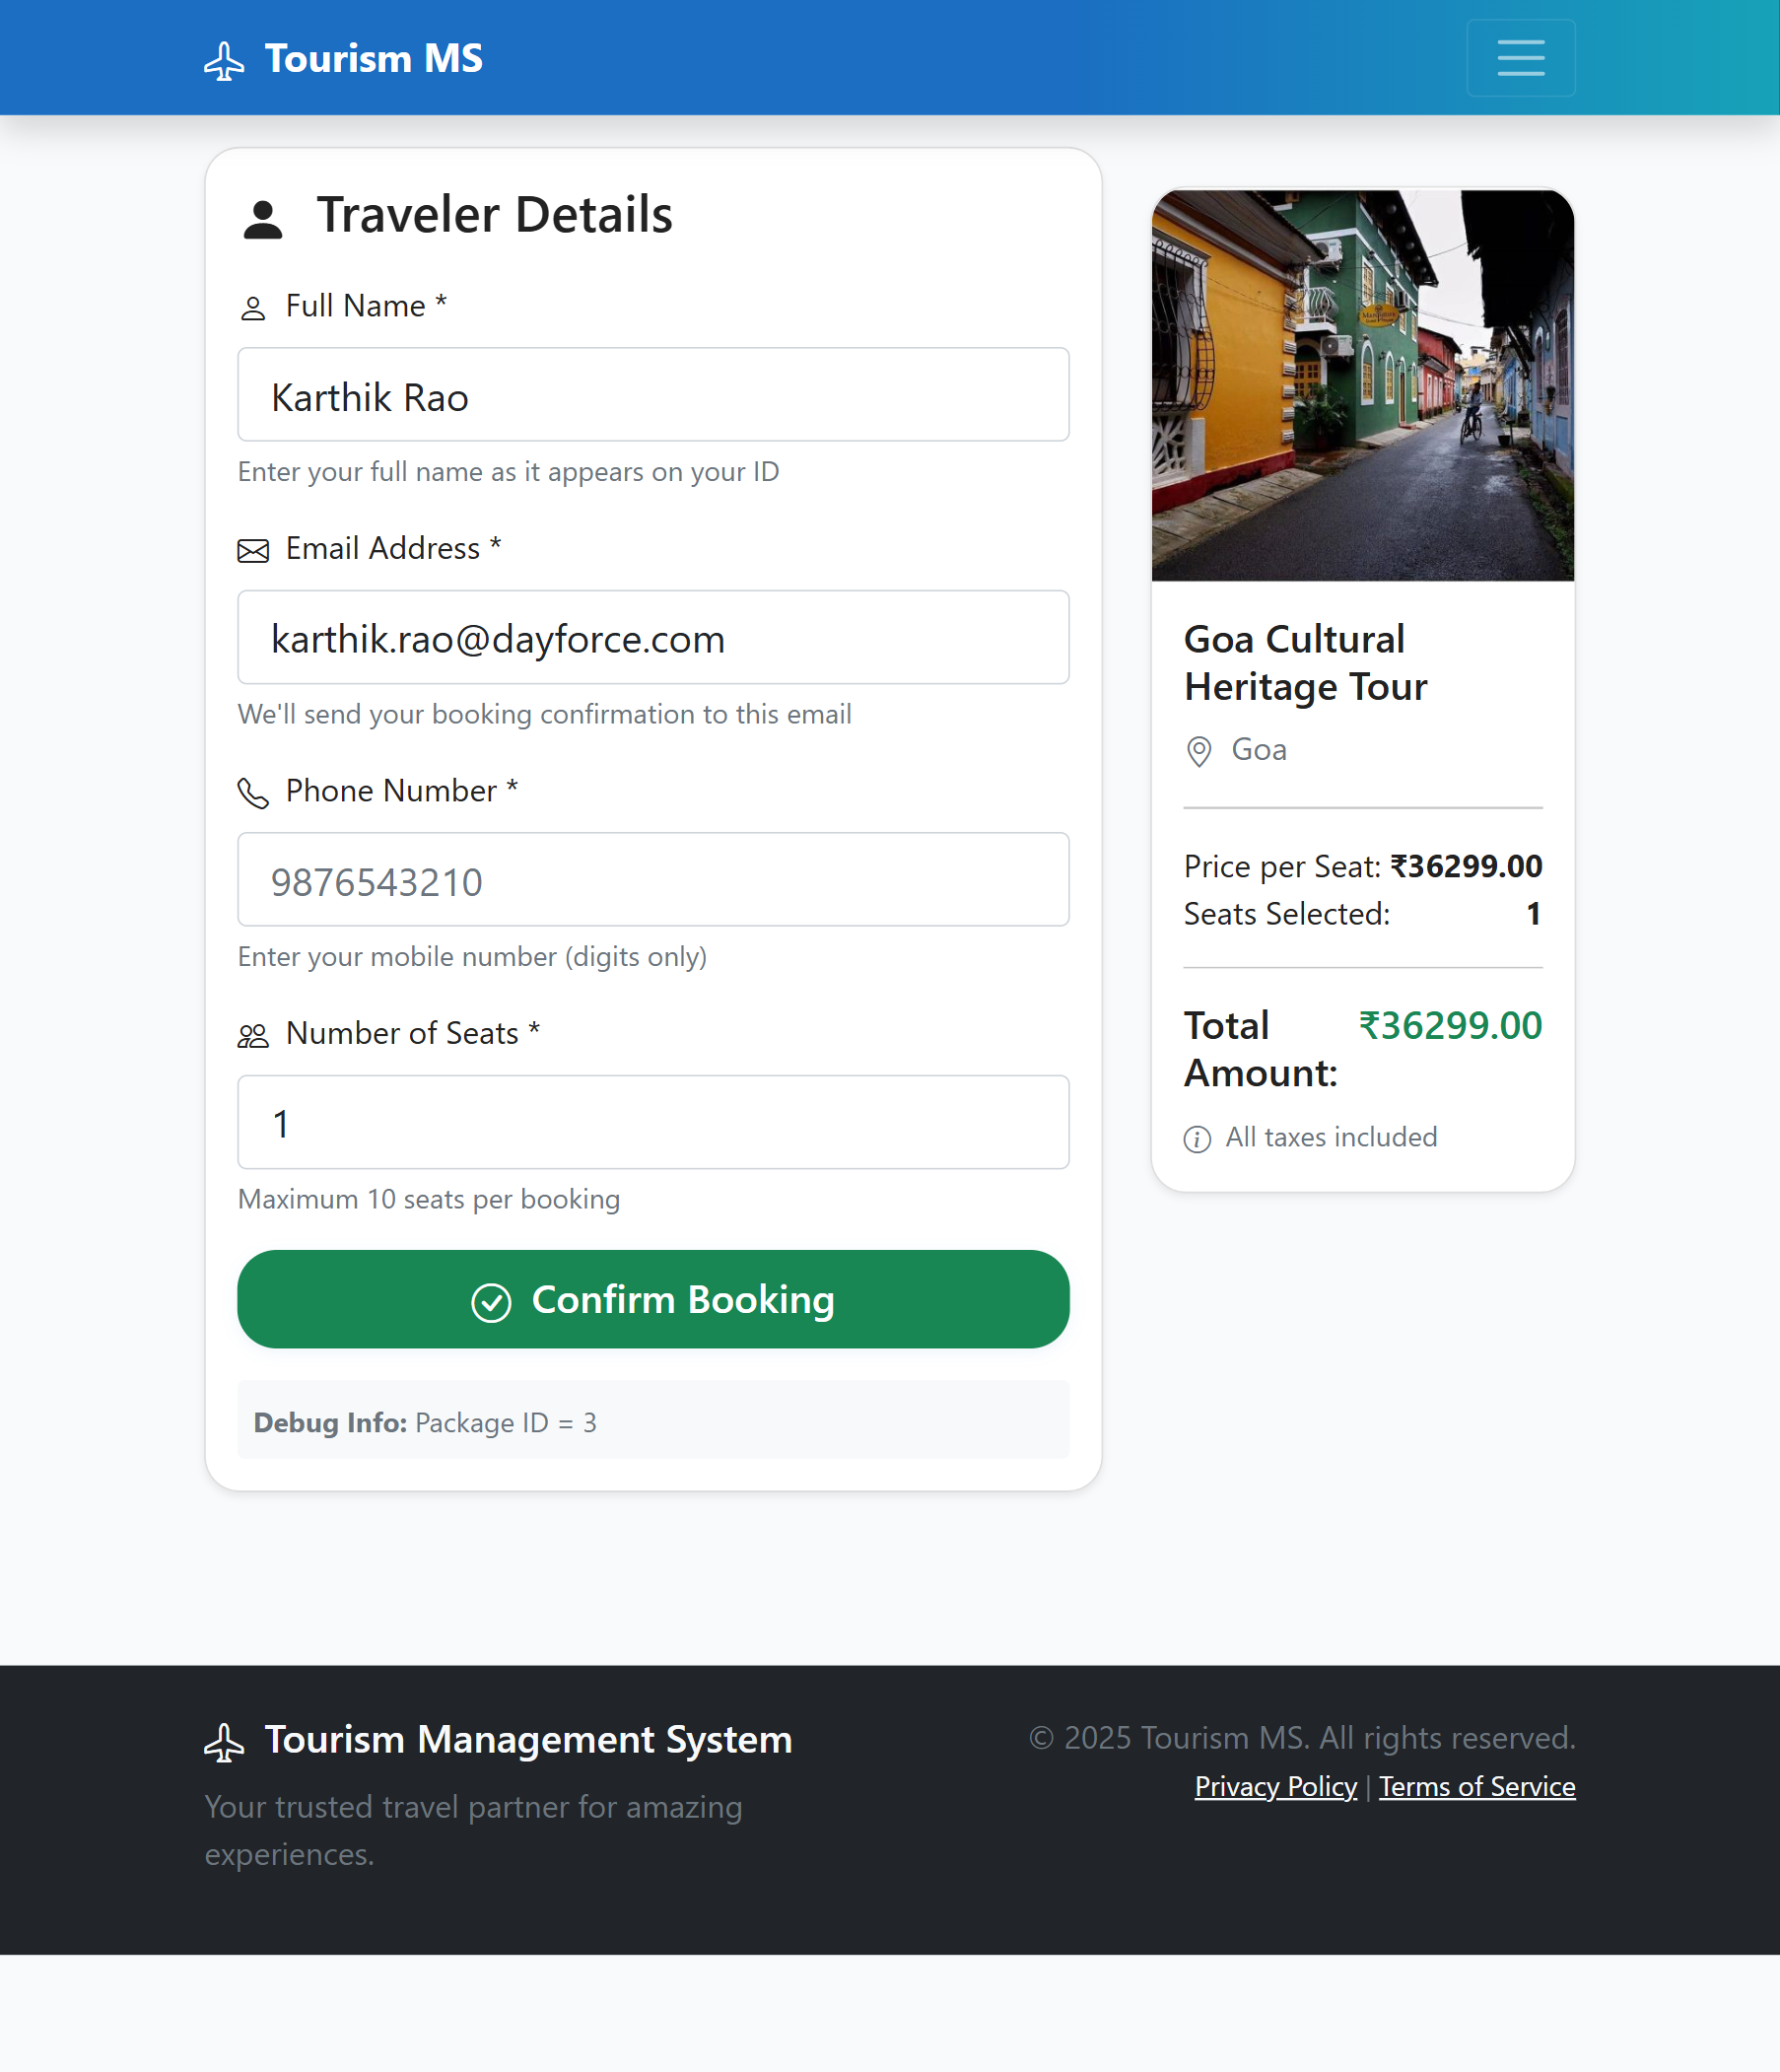 Tourism MS
Traveler Details
Full Name *
Karthik Rao
Enter your full name as it appears on your ID
Email Address *
karthik.rao@dayforce.com
We'll send your booking confirmation to this email
Phone Number *
9876543210
Enter your mobile number (digits only)
Number of Seats *
1
Maximum 10 seats per booking
Confirm Booking
Debug Info: Package ID = 3
Goa Cultural
Heritage Tour
Goa
Price per Seat: ₹36299.00
Seats Selected: 1
Total ₹36299.00
Amount:
All taxes included
Tourism Management System
Your trusted travel partner for amazing
experiences.
© 2025 Tourism MS. All rights reserved.
Privacy Policy | Terms of Service